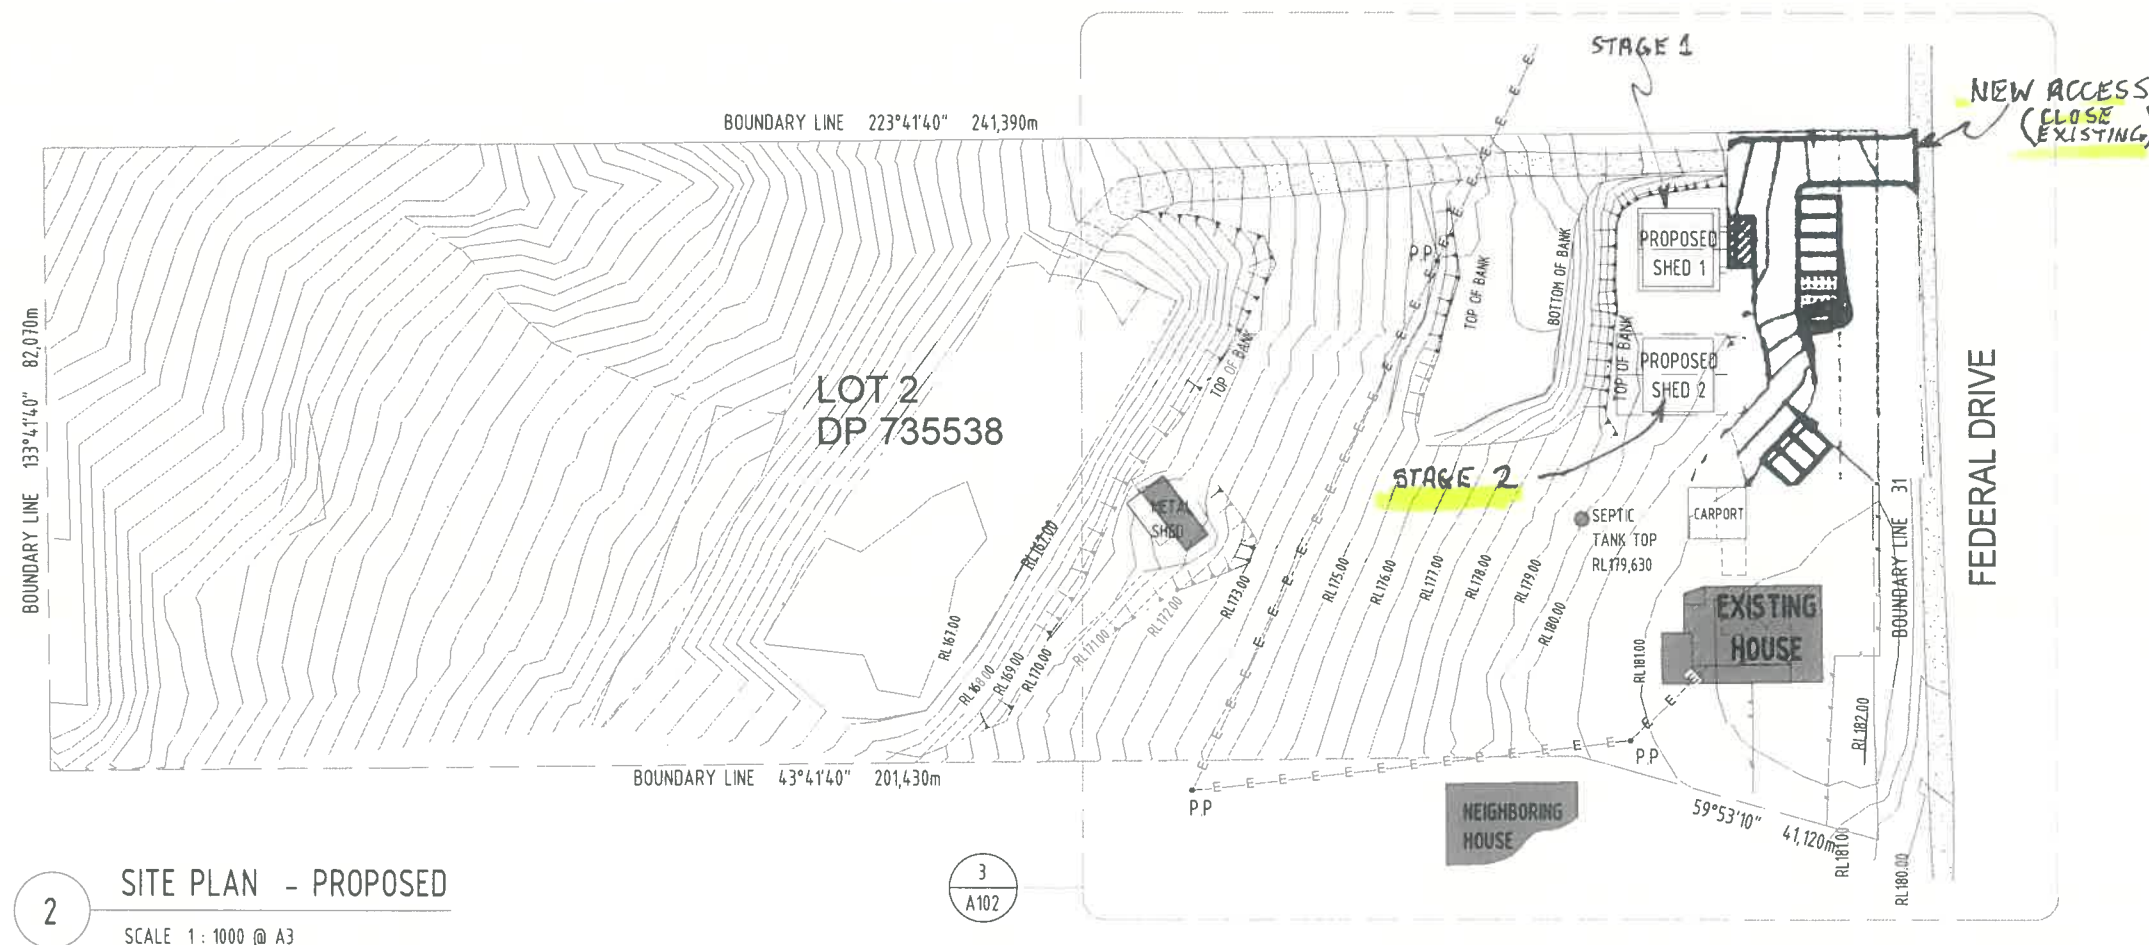 STAGE 1
NEW ACCESS
(CLOSE
EXISTING)
BOUNDARY LINE 223°41'40" 241,390m
BOUNDARY LINE 133°41'40" 82,070m
LOT 2
DP 735538
P.P
TOP OF BANK
BOTTOM OF BANK
TOP OF BANK
TOP OF BANK
PROPOSED
SHED 1
PROPOSED
SHED 2
STAGE 2
METAL
SHED
SEPTIC
TANK TOP
RL179,630
CARPORT
EXISTING
HOUSE
BOUNDARY LINE 31
FEDERAL DRIVE
RL167.00
RL167.00
RL168.00
RL169.00
RL170.00
RL171.00
RL172.00
RL173.00
RL175.00
RL176.00
RL177.00
RL178.00
RL179.00
RL180.00
RL181.00
RL182.00
E E E E E E E E E E E E E E E E
E E E E E E E E E E E E E
P.P
P.P
BOUNDARY LINE 43°41'40" 201,430m
NEIGHBORING
HOUSE
59°53'10" 41,120m
RL181.00
RL180.00
2
SITE PLAN - PROPOSED
SCALE 1 : 1000 @ A3
3
A102